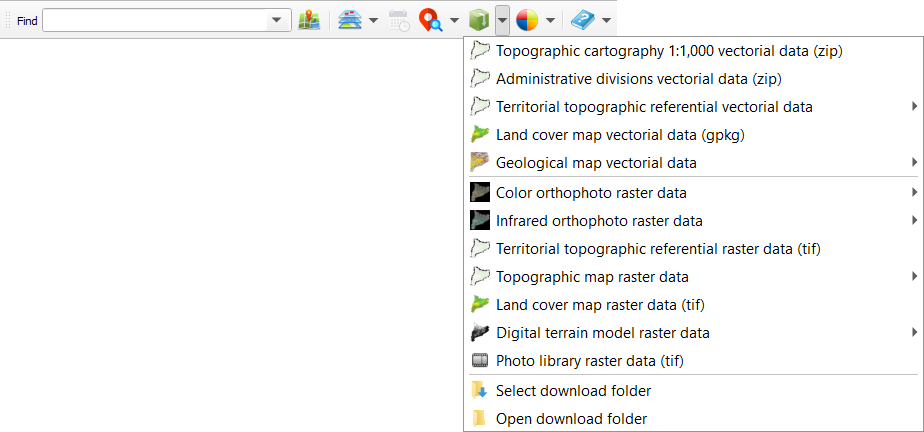 Find
Topographic cartography 1:1,000 vectorial data (zip)
Administrative divisions vectorial data (zip)
Territorial topographic referential vectorial data
Land cover map vectorial data (gpkg)
Geological map vectorial data
Color orthophoto raster data
Infrared orthophoto raster data
Territorial topographic referential raster data (tif)
Topographic map raster data
Land cover map raster data (tif)
Digital terrain model raster data
Photo library raster data (tif)
Select download folder
Open download folder